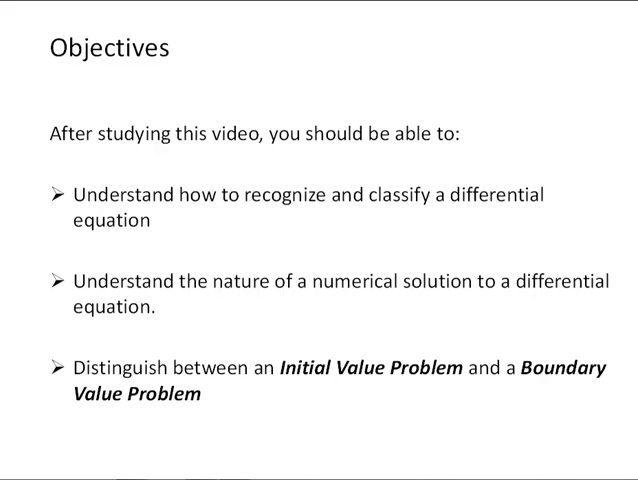 Objectives
After studying this video, you should be able to:
➢ Understand how to recognize and classify a differential
equation
➢ Understand the nature of a numerical solution to a differential
equation.
➢ Distinguish between an Initial Value Problem and a Boundary
Value Problem